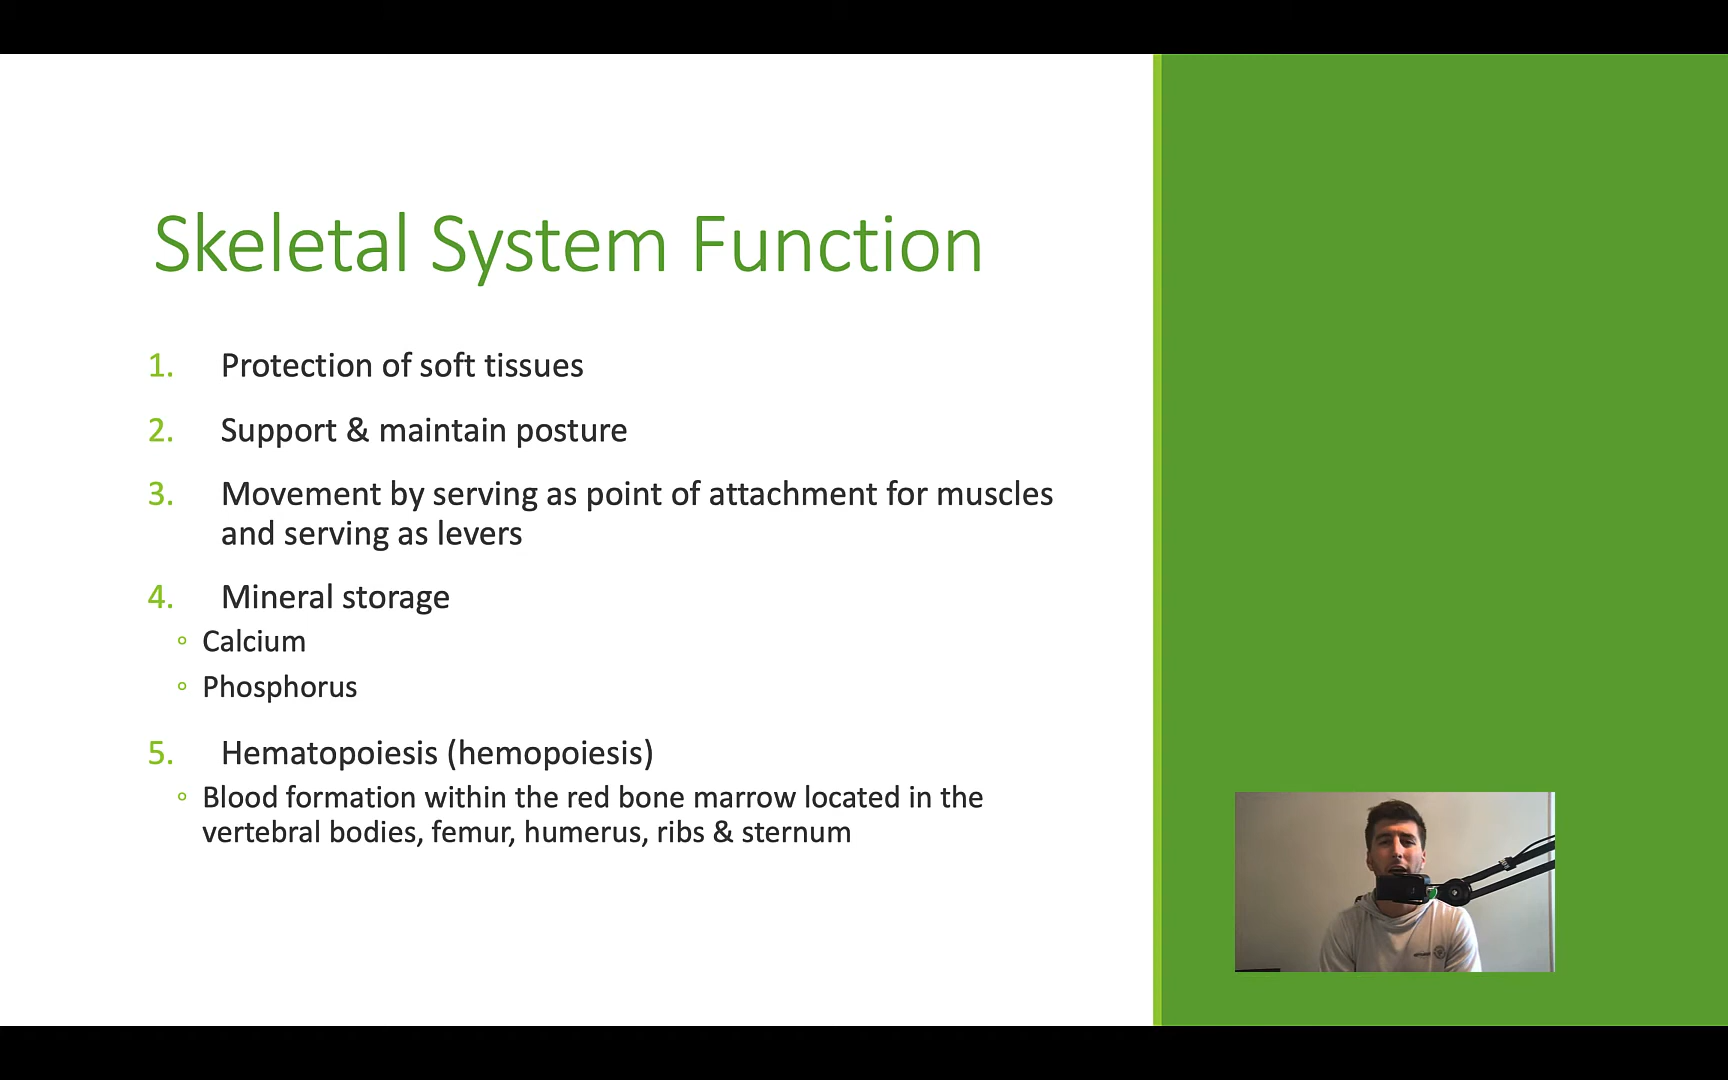 Skeletal System Function
1. Protection of soft tissues
2. Support & maintain posture
3. Movement by serving as point of attachment for muscles
and serving as levers
4. Mineral storage
◦ Calcium
◦ Phosphorus
5. Hematopoiesis (hemopoiesis)
◦ Blood formation within the red bone marrow located in the
vertebral bodies, femur, humerus, ribs & sternum